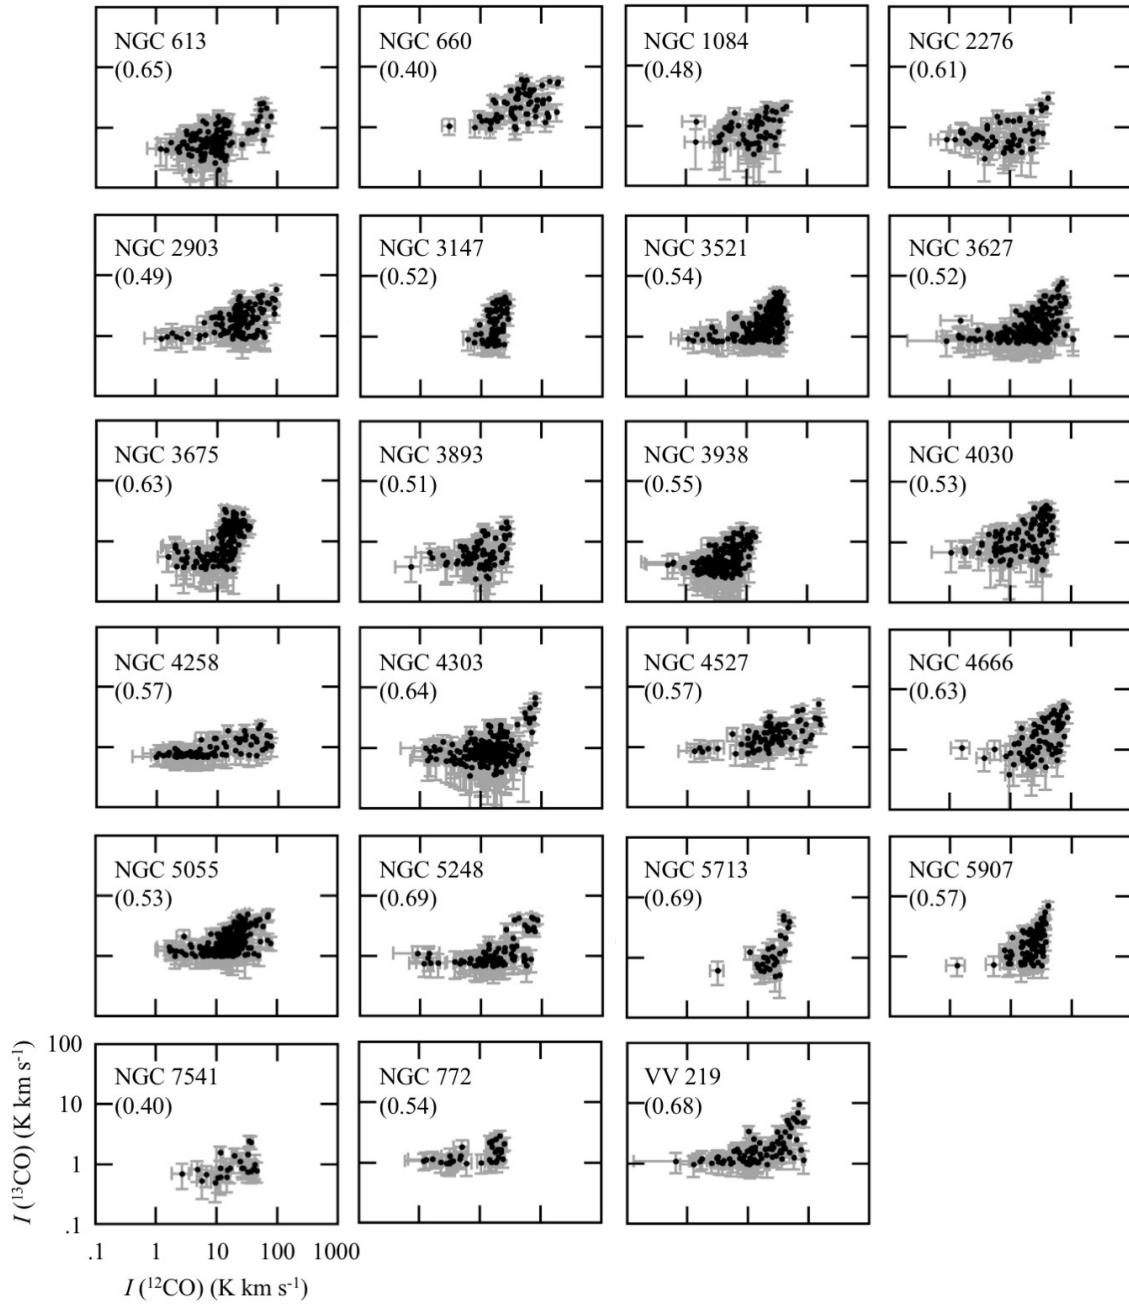 NGC 613
(0.65)
NGC 660
(0.40)
NGC 1084
(0.48)
NGC 2276
(0.61)
NGC 2903
(0.49)
NGC 3147
(0.52)
NGC 3521
(0.54)
NGC 3627
(0.52)
NGC 3675
(0.63)
NGC 3893
(0.51)
NGC 3938
(0.55)
NGC 4030
(0.53)
NGC 4258
(0.57)
NGC 4303
(0.64)
NGC 4527
(0.57)
NGC 4666
(0.63)
NGC 5055
(0.53)
NGC 5248
(0.69)
NGC 5713
(0.69)
NGC 5907
(0.57)
NGC 7541
(0.40)
NGC 772
(0.54)
VV 219
(0.68)
100
10
1
.1
I (¹³CO) (K km s⁻¹)
.1 1 10 100 1000
I (¹²CO) (K km s⁻¹)